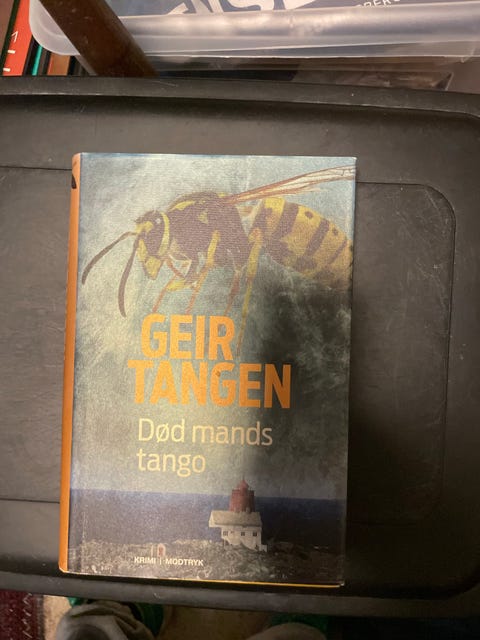 GEIR
TANGEN
Død mands
tango
KRIMI | MODTRYK